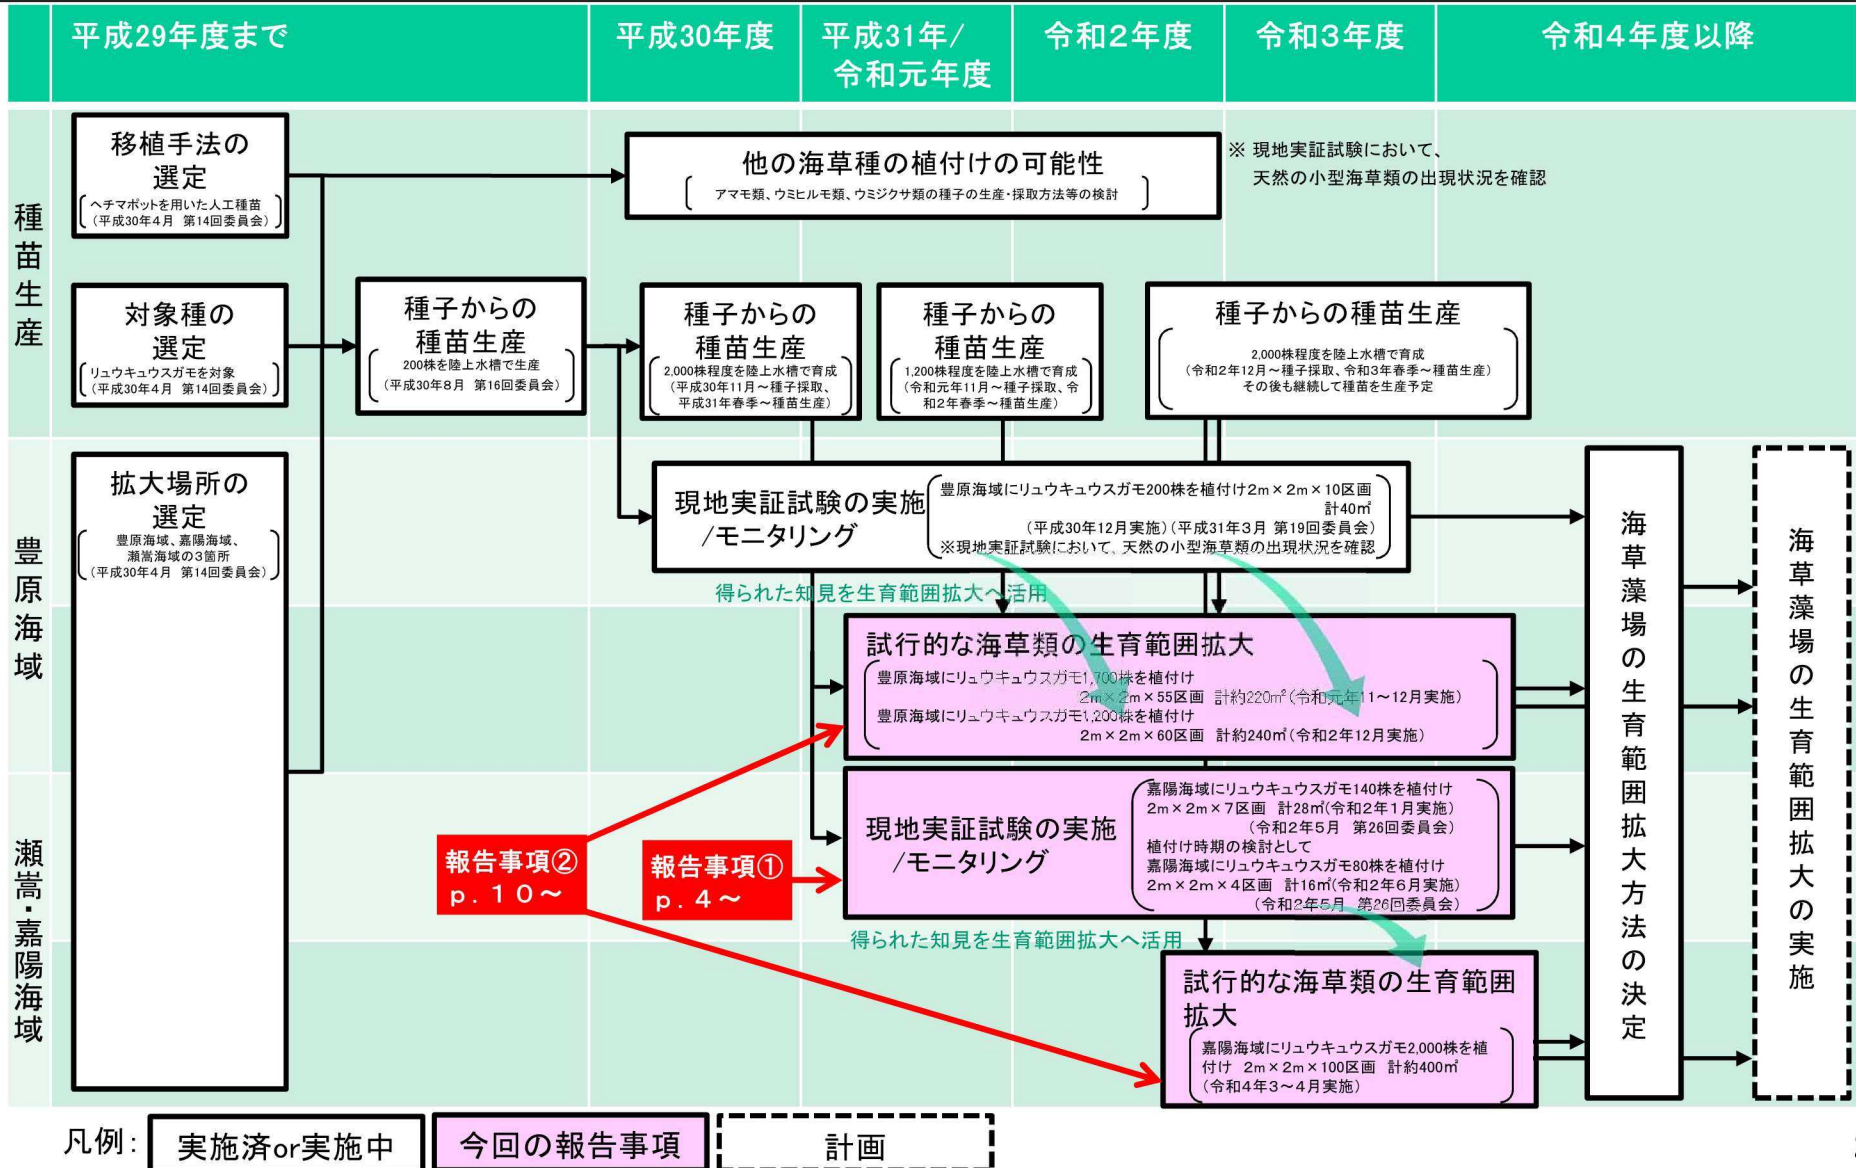 平成29年度まで
平成30年度
平成31年/
令和元年度
令和2年度
令和3年度
令和4年度以降
種苗生産
移植手法の
選定
ヘチマポットを用いた人工種苗
(平成30年4月 第14回委員会)
他の海草種の植付けの可能性
アマモ類、ウミヒルモ類、ウミジクサ類の種子の生産・採取方法等の検討
※ 現地実証試験において、
天然の小型海草類の出現状況を確認
対象種の
選定
リュウキュウスガモを対象
(平成30年4月 第14回委員会)
種子からの
種苗生産
200株を陸上水槽で生産
(平成30年8月 第16回委員会)
種子からの
種苗生産
2,000株程度を陸上水槽で育成
(平成30年11月～種子採取、
平成31年春季～種苗生産)
種子からの
種苗生産
1,200株程度を陸上水槽で育成
(令和元年11月～種子採取、令
和2年春季～種苗生産)
種子からの種苗生産
2,000株程度を陸上水槽で育成
(令和2年12月～種子採取、令和3年春季～種苗生産)
その後も継続して種苗を生産予定
豊原海域
拡大場所の
選定
豊原海域、嘉陽海域、
瀬嵩海域の3箇所
(平成30年4月 第14回委員会)
現地実証試験の実施
/モニタリング
豊原海域にリュウキュウスガモ200株を植付け2m×2m×10区画
計40㎡
(平成30年12月実施)(平成31年3月 第19回委員会)
※現地実証試験において、天然の小型海草類の出現状況を確認
得られた知見を生育範囲拡大へ活用
試行的な海草類の生育範囲拡大
豊原海域にリュウキュウスガモ1,700株を植付け
2m×2m×55区画 計約220㎡(令和元年11～12月実施)
豊原海域にリュウキュウスガモ1,200株を植付け
2m×2m×60区画 計約240㎡(令和2年12月実施)
瀬嵩・嘉陽海域
報告事項②
p.10～
報告事項①
p.4～
現地実証試験の実施
/モニタリング
嘉陽海域にリュウキュウスガモ140株を植付け
2m×2m×7区画 計28㎡(令和2年1月実施)
(令和2年5月 第26回委員会)
植付け時期の検討として
嘉陽海域にリュウキュウスガモ80株を植付け
2m×2m×4区画 計16㎡(令和2年6月実施)
(令和2年5月 第26回委員会)
得られた知見を生育範囲拡大へ活用
試行的な海草類の生育範囲
拡大
嘉陽海域にリュウキュウスガモ2,000株を植
付け 2m×2m×100区画 計約400㎡
(令和4年3～4月実施)
海草藻場の生育範囲拡大方法の決定
海草藻場の生育範囲拡大の実施
凡例:
実施済or実施中
今回の報告事項
計画